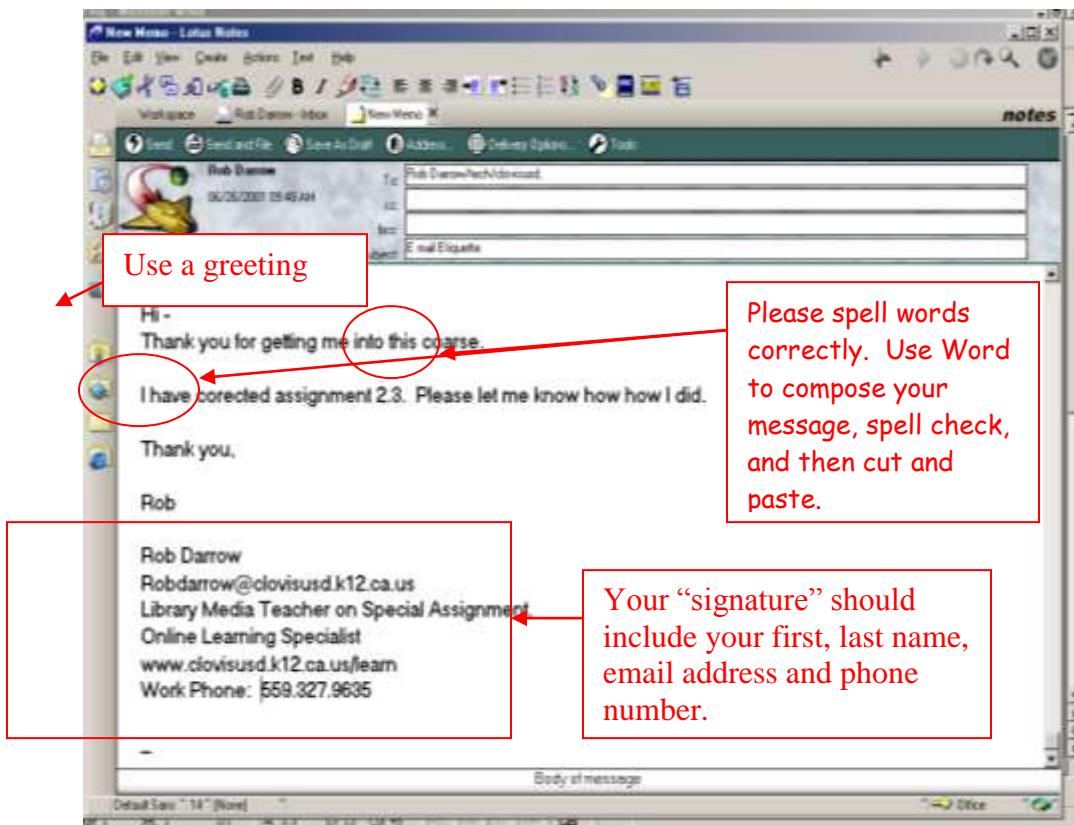 New Memo - Lotus Notes
File Edit View Create Actions Text Help
Workspace Rob Darrow - Inbox New Memo
notes
Send Send and File Save As Draft Address... Delivery Options... Tools
Rob Darrow
To:
cc:
bcc:
E mail Etiquette
Use a greeting
Hi -
Thank you for getting me into this coarse.
I have corected assignment 2.3. Please let me know how how I did.
Thank you,
Rob
Please spell words
correctly. Use Word
to compose your
message, spell check,
and then cut and
paste.
Rob Darrow
Robdarrow@clovisusd.k12.ca.us
Library Media Teacher on Special Assignment
Online Learning Specialist
www.clovisusd.k12.ca.us/learn
Work Phone: 559.327.9635
Your “signature” should
include your first, last name,
email address and phone
number.
Body of message
Default Sans 14 [None]
Office